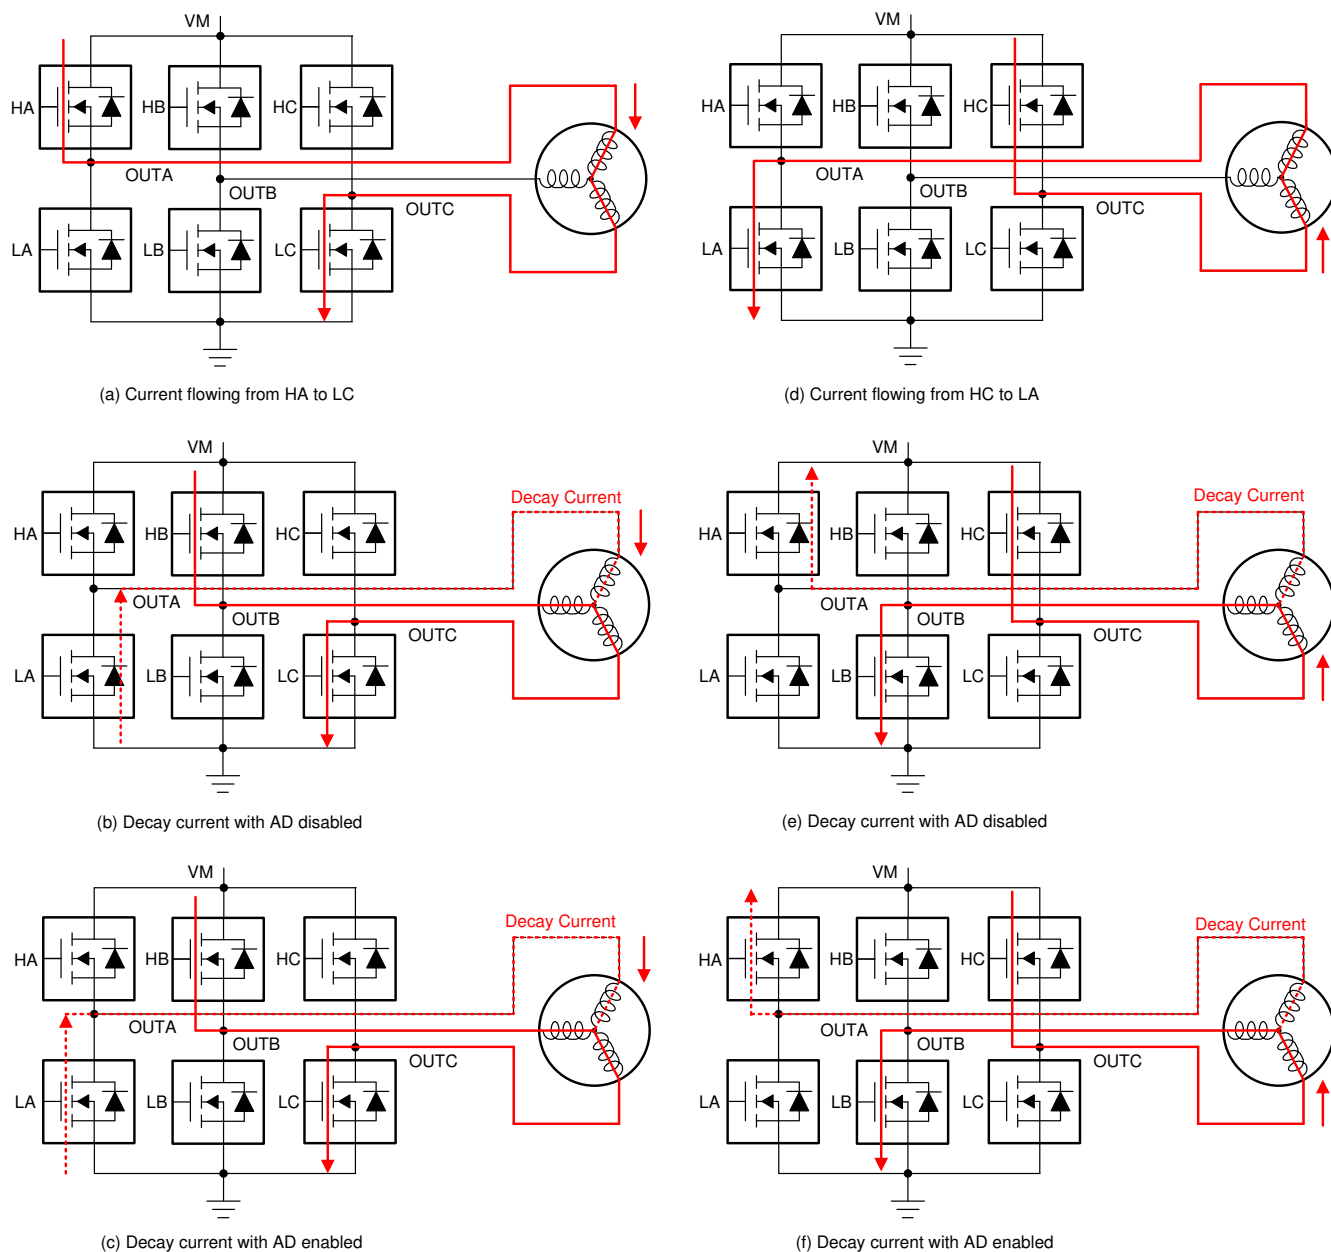 VM
HA
HB
HC
OUTA
OUTB
OUTC
LA
LB
LC
(a) Current flowing from HA to LC
VM
HA
HB
HC
OUTA
OUTB
OUTC
LA
LB
LC
(d) Current flowing from HC to LA
VM
Decay Current
HA
HB
HC
OUTA
OUTB
OUTC
LA
LB
LC
(b) Decay current with AD disabled
VM
Decay Current
HA
HB
HC
OUTA
OUTB
OUTC
LA
LB
LC
(e) Decay current with AD disabled
VM
Decay Current
HA
HB
HC
OUTA
OUTB
OUTC
LA
LB
LC
(c) Decay current with AD enabled
VM
Decay Current
HA
HB
HC
OUTA
OUTB
OUTC
LA
LB
LC
(f) Decay current with AD enabled